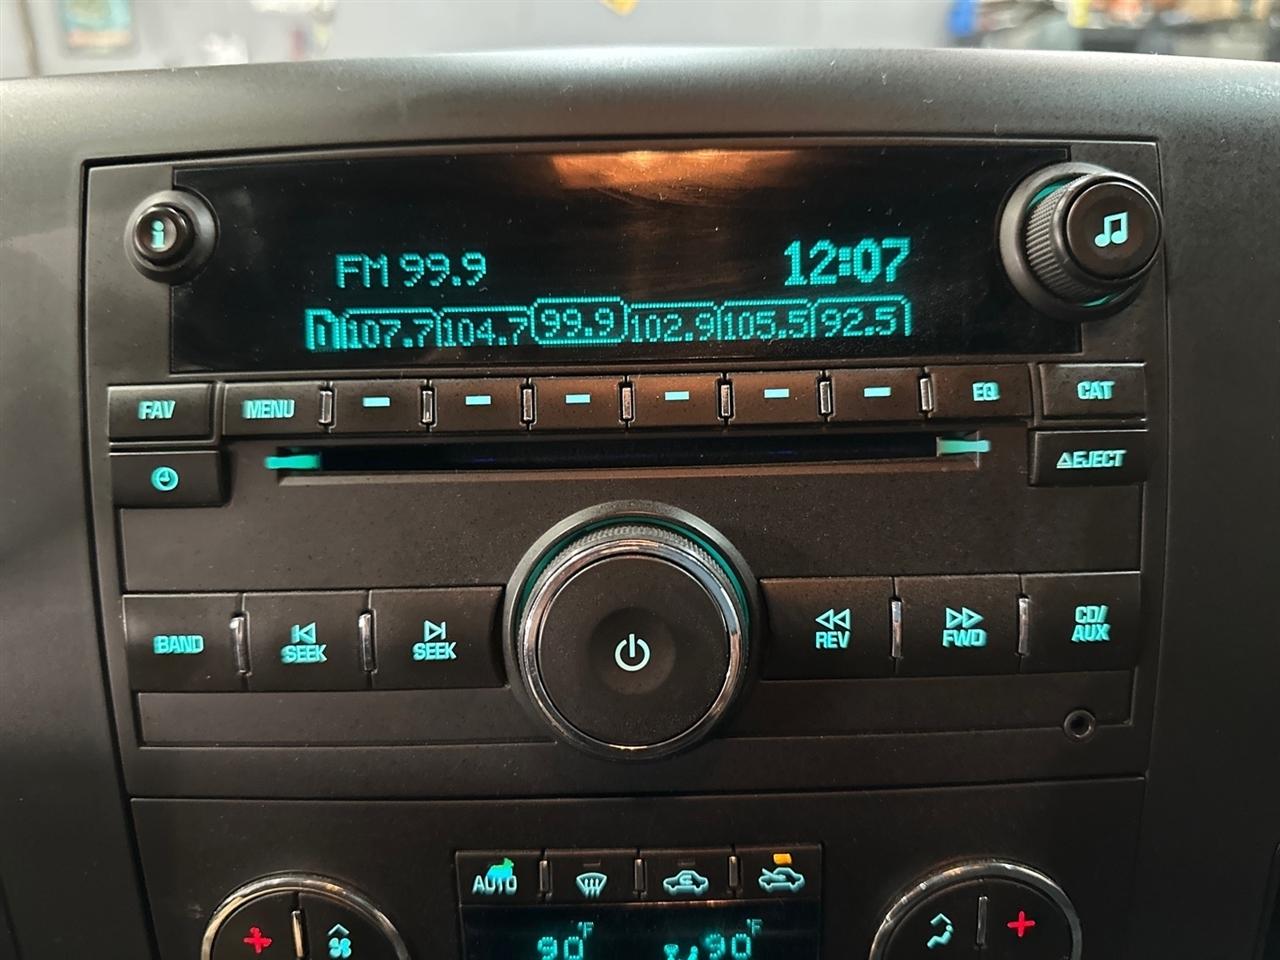 i
FM 99.9 12:07
1 107.7 104.7 99.9 102.9 105.5 92.5
FAV MENU EQ CAT
EJECT
BAND SEEK SEEK REV FWD CD/
AUX
AUTO
90°F 90°F